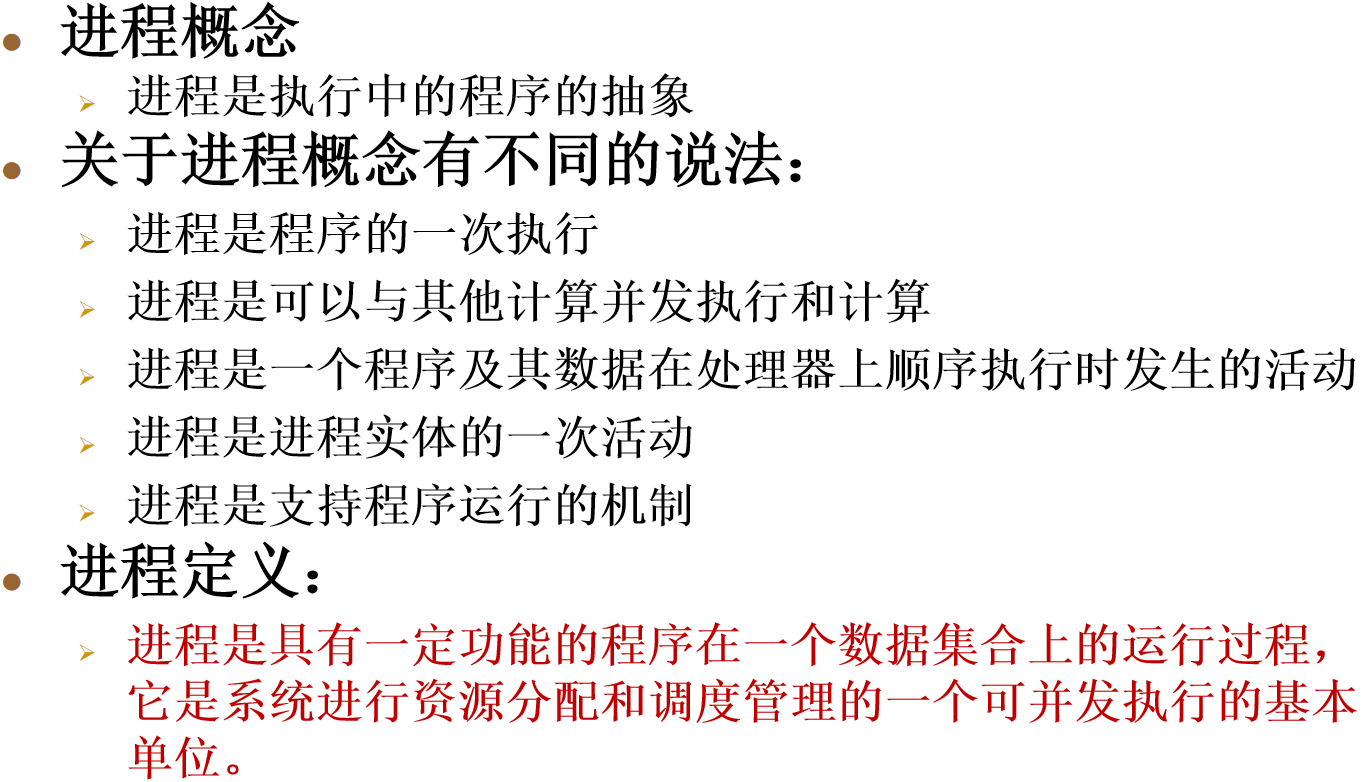 进程概念
进程是执行中的程序的抽象
关于进程概念有不同的说法：
进程是程序的一次执行
进程是可以与其他计算并发执行和计算
进程是一个程序及其数据在处理器上顺序执行时发生的活动
进程是进程实体的一次活动
进程是支持程序运行的机制
进程定义：
进程是具有一定功能的程序在一个数据集合上的运行过程，
它是系统进行资源分配和调度管理的一个可并发执行的基本
单位。